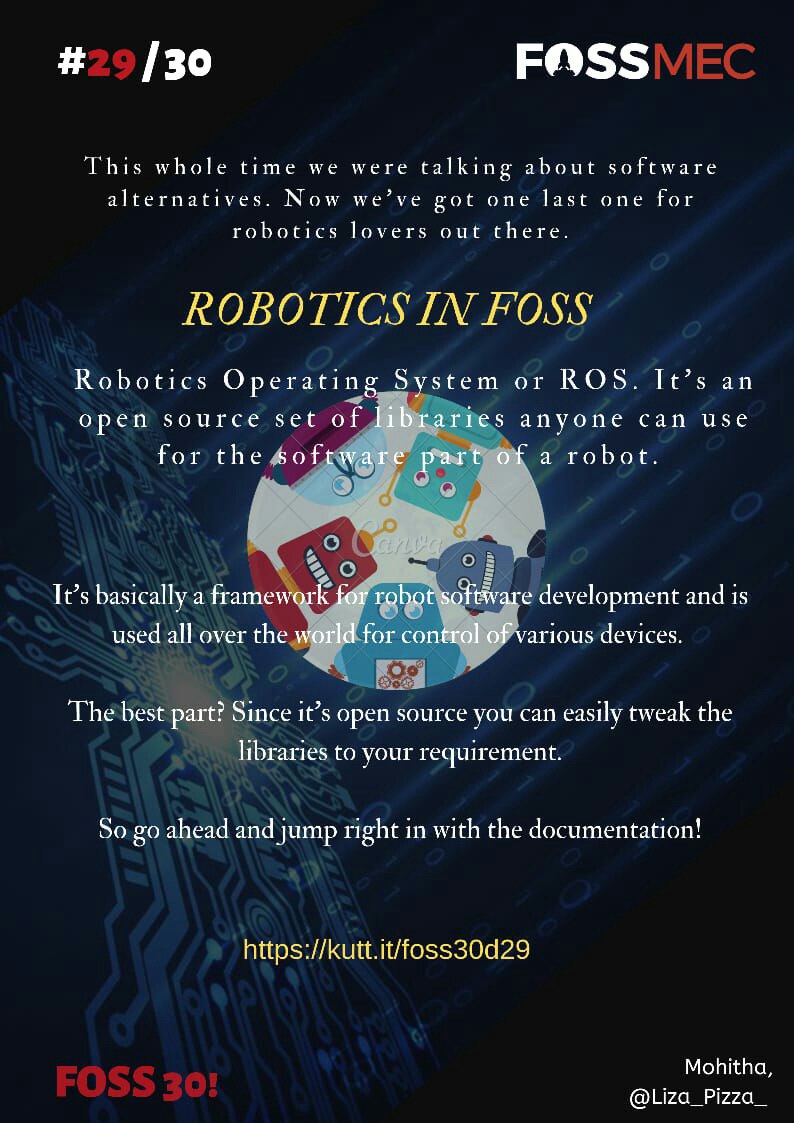 #29/30
FOSSMEC
This whole time we were talking about software
alternatives. Now we've got one last one for
robotics lovers out there.
ROBOTICS IN FOSS
Robotics Operating System or ROS. It's an
open source set of libraries anyone can use
for the software part of a robot.
Canva
It's basically a framework for robot software development and is
used all over the world for control of various devices.
The best part? Since it's open source you can easily tweak the
libraries to your requirement.
So go ahead and jump right in with the documentation!
https://kutt.it/foss30d29
FOSS 30!
Mohitha,
@Liza_Pizza_